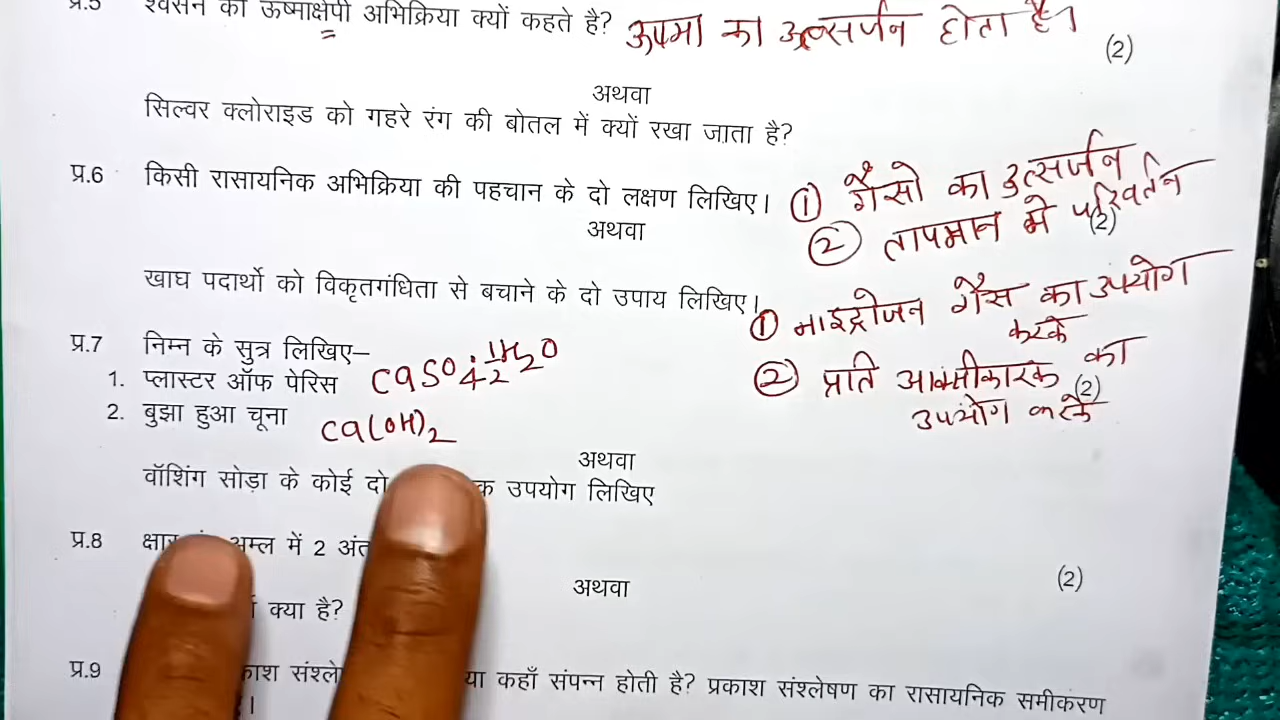 प्र.5 श्वसन को ऊष्माक्षेपी अभिक्रिया क्यों कहते है? ऊषमा का उत्सर्जन होता है।
(2)
अथवा
सिल्वर क्लोराइड को गहरे रंग की बोतल में क्यों रखा जाता है?
प्र.6 किसी रासायनिक अभिक्रिया की पहचान के दो लक्षण लिखिए। ① गैसो का उत्सर्जन
② तापमान मे परिवर्तन
(2)
अथवा
खाघ पदार्थो को विकृतगंधिता से बचाने के दो उपाय लिखिए। ① नाइट्रोजन गैस का उपयोग
करके
② प्रति आक्सीकारक का
उपयोग करके
(2)
प्र.7 निम्न के सुत्र लिखिए–
1. प्लास्टर ऑफ पेरिस CaSO4·1/2H2O
2. बुझा हुआ चूना Ca(OH)2
अथवा
वॉशिंग सोड़ा के कोई दो क उपयोग लिखिए
प्र.8 अम्ल में 2
(2)
अथवा
क्या है?
प्र.9 कहाँ संपन्न होती है? प्रकाश संश्लेषण का रासायनिक समीकरण